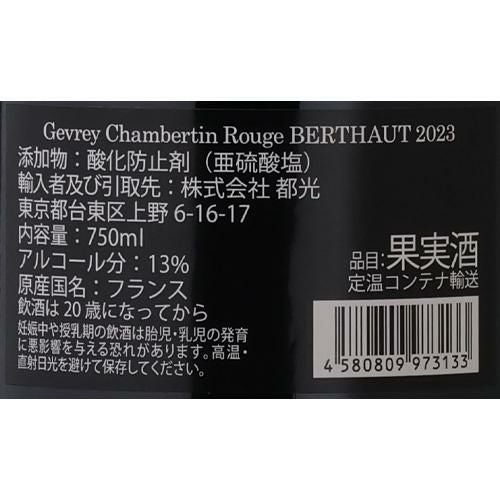 Gevrey Chambertin Rouge BERTHAUT 2023
添加物：酸化防止剤（亜硫酸塩）
輸入者及び引取先：株式会社 都光
東京都台東区上野 6-16-17
内容量：750ml
アルコール分：13%
原産国名：フランス
飲酒は 20 歳になってから
妊娠中や授乳期の飲酒は胎児・乳児の発育
に悪影響を与える恐れがあります。高温・
直射日光を避けて保存してください。
品目：果実酒
定温コンテナ輸送
4 580809 973133